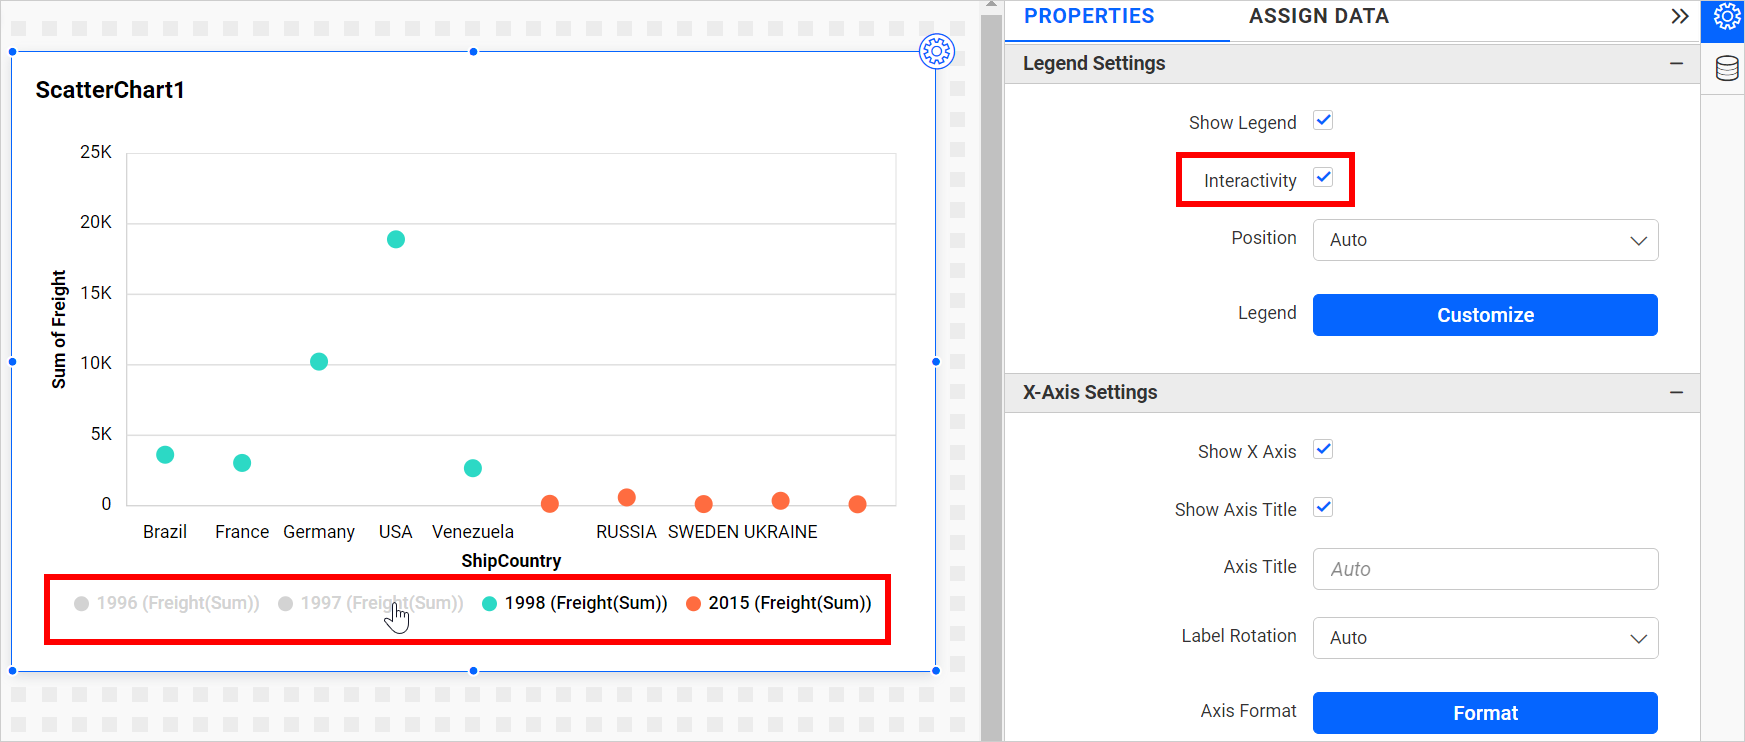 ScatterChart1
25K
20K
15K
10K
5K
0
Sum of Freight
Brazil France Germany USA Venezuela RUSSIA SWEDEN UKRAINE
ShipCountry
1996 (Freight(Sum)) 1997 (Freight(Sum)) 1998 (Freight(Sum)) 2015 (Freight(Sum))
PROPERTIES ASSIGN DATA
Legend Settings
Show Legend
Interactivity
Position Auto
Legend Customize
X-Axis Settings
Show X Axis
Show Axis Title
Axis Title Auto
Label Rotation Auto
Axis Format Format